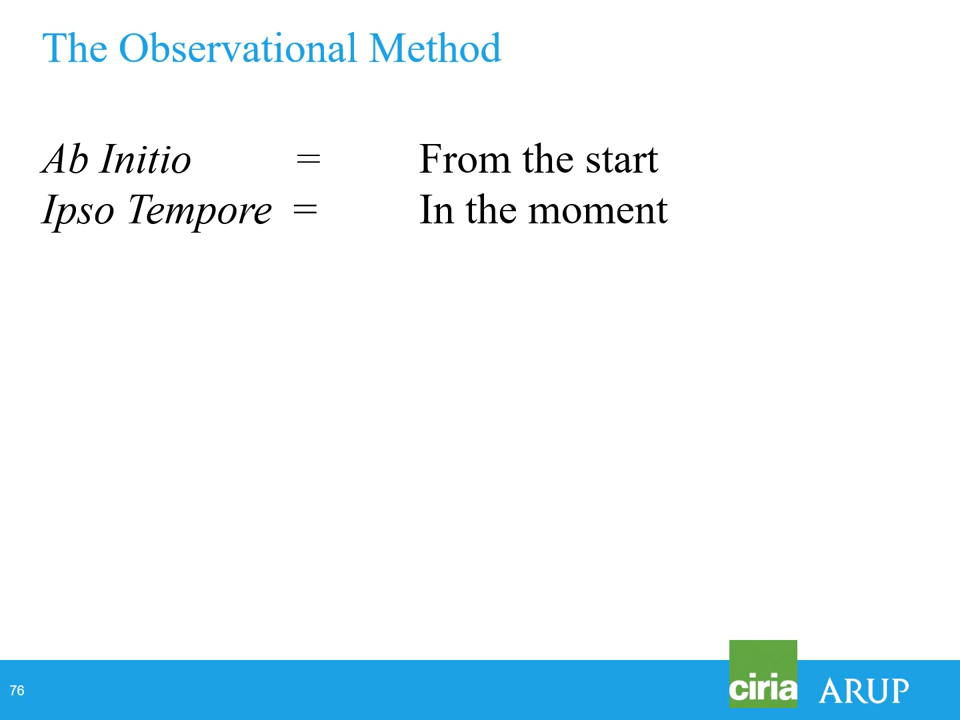 The Observational Method
Ab Initio = From the start
Ipso Tempore = In the moment
76
ciria ARUP